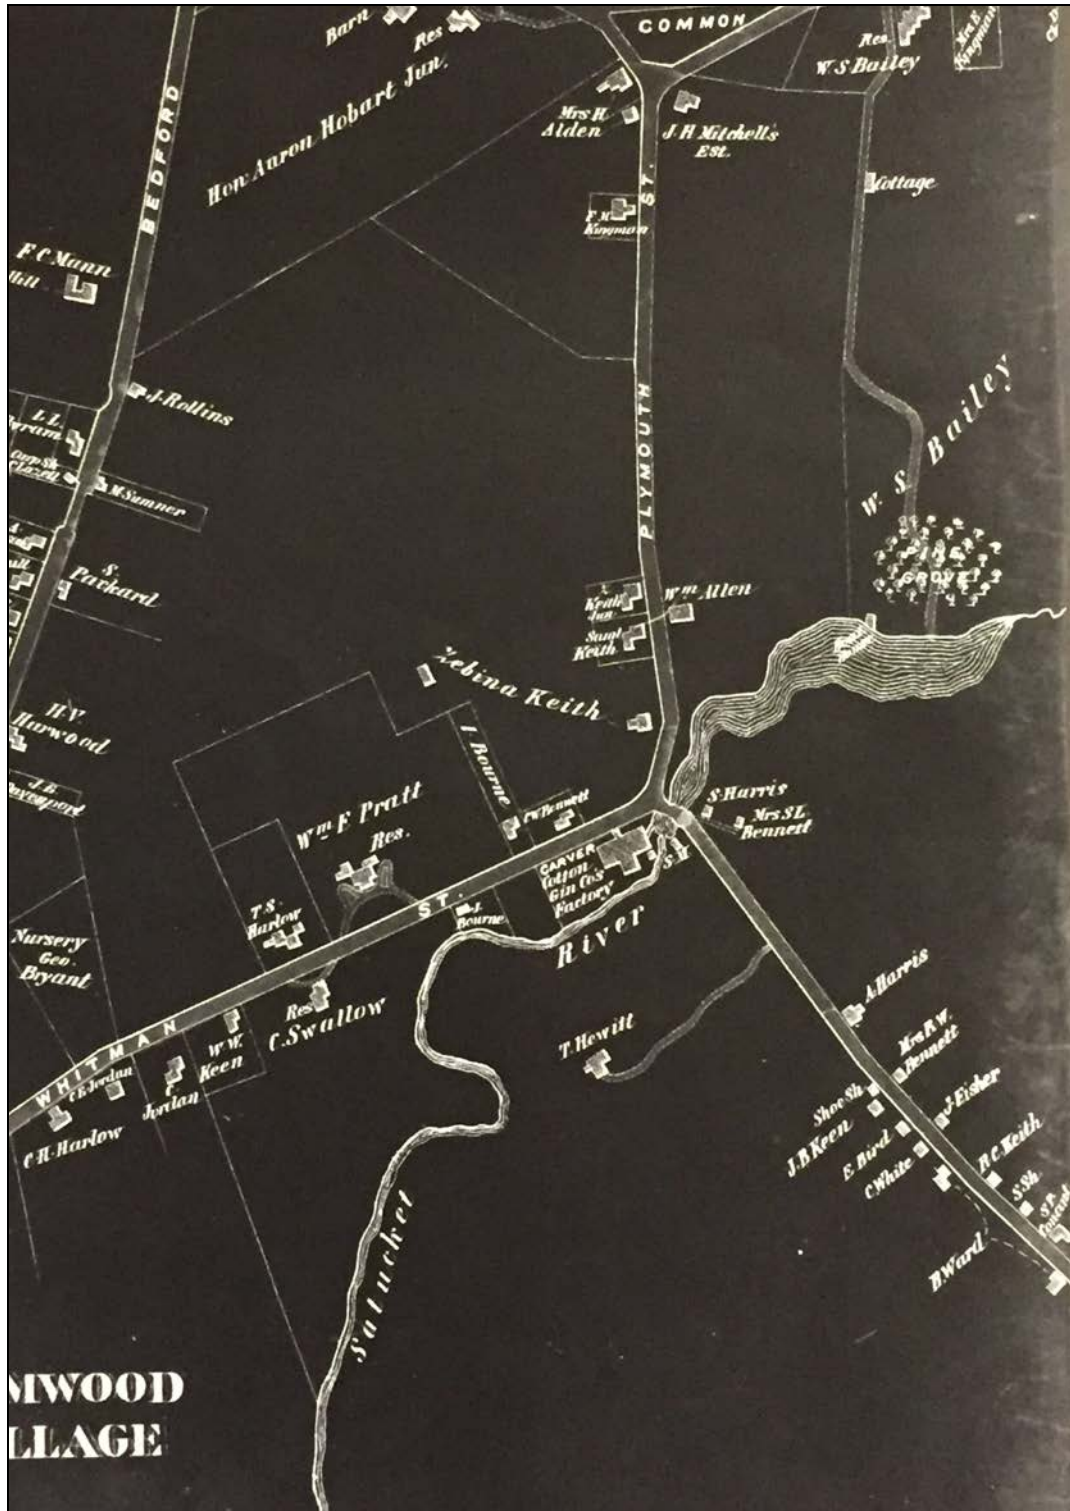 COMMON
Barn
Res
Hon. Aaron Hobart Jun.
Res.
W. S. Bailey
Mrs E
Kingman
Mrs H.
Alden
J. H. Mitchell's
Est.
BEDFORD
Cottage
F. M.
Kingman
PLYMOUTH ST.
F. C. Mann
Mill
J. Rollins
W. S. Bailey
L. L.
M. Sumner
PINE
GROVE
S.
Packard
Keith
Jun.
Saml
Keith
Wm Allen
Zebina Keith
H. V.
Harwood
J. B.
I. Bourne
C. W. Bennett
S. Harris
Mrs S. L.
Bennett
Wm E Pratt
Res.
CARVER
Cotton
Gin Co's
Factory
S. M
T. S.
Harlow
J.
Bourne
River
Nursery
Geo.
Bryant
Res
C. Swallow
T. Hewitt
A. Harris
WHITMAN ST.
W. W.
Keen
C. E. Jordan
C.
Jordan
C. H. Harlow
Mrs R. W.
Bennett
Shoe Sh
J. B Keen
J. Fisher
E. Bird
C. White
R. C. Keith
S. Sh
S. P.
Conant
B. Ward
Satucket
MWOOD
LLAGE